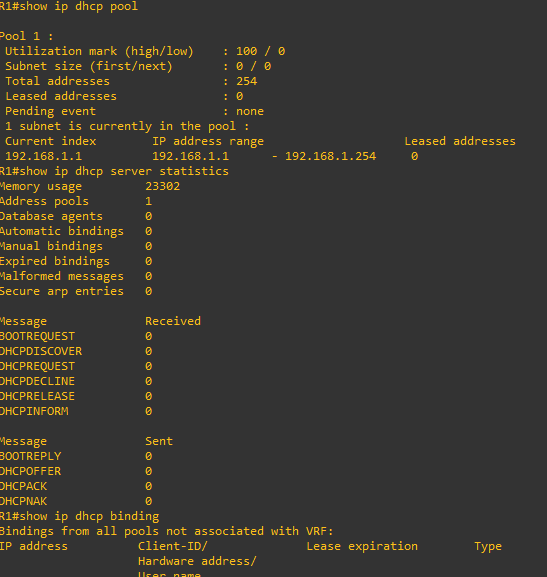 R1#show ip dhcp pool
Pool 1 :
Utilization mark (high/low)    : 100 / 0
Subnet size (first/next)       : 0 / 0
Total addresses                : 254
Leased addresses               : 0
Pending event                  : none
1 subnet is currently in the pool :
Current index        IP address range                    Leased addresses
192.168.1.1          192.168.1.1      - 192.168.1.254     0
R1#show ip dhcp server statistics
Memory usage         23302
Address pools        1
Database agents      0
Automatic bindings   0
Manual bindings      0
Expired bindings     0
Malformed messages   0
Secure arp entries   0
Message              Received
BOOTREQUEST          0
DHCPDISCOVER         0
DHCPREQUEST          0
DHCPDECLINE          0
DHCPRELEASE          0
DHCPINFORM           0
Message              Sent
BOOTREPLY            0
DHCPOFFER            0
DHCPACK              0
DHCPNAK              0
R1#show ip dhcp binding
Bindings from all pools not associated with VRF:
IP address          Client-ID/              Lease expiration        Type
Hardware address/
User name